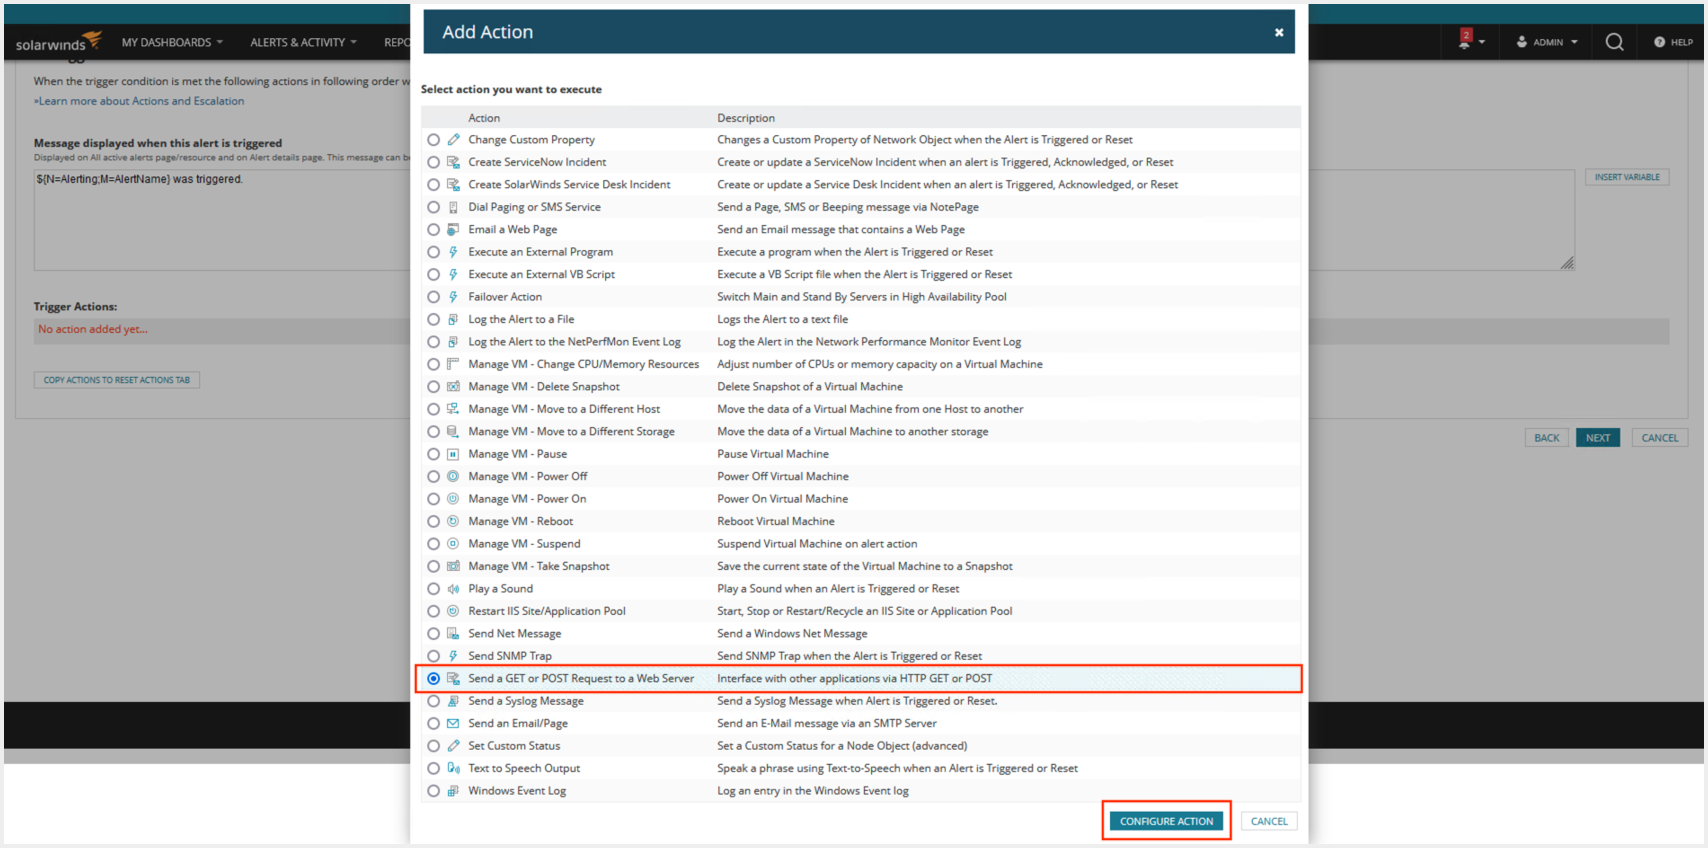 solarwinds
MY DASHBOARDS
ALERTS & ACTIVITY
REPO
2
ADMIN
HELP
When the trigger condition is met the following actions in following order w
»Learn more about Actions and Escalation
Message displayed when this alert is triggered
Displayed on All active alerts page/resource and on Alert details page. This message can be
${N=Alerting;M=AlertName} was triggered.
INSERT VARIABLE
Trigger Actions:
No action added yet...
COPY ACTIONS TO RESET ACTIONS TAB
BACK
NEXT
CANCEL
Add Action
Select action you want to execute
Action Description
Change Custom Property Changes a Custom Property of Network Object when the Alert is Triggered or Reset
Create ServiceNow Incident Create or update a ServiceNow Incident when an alert is Triggered, Acknowledged, or Reset
Create SolarWinds Service Desk Incident Create or update a Service Desk Incident when an alert is Triggered, Acknowledged, or Reset
Dial Paging or SMS Service Send a Page, SMS or Beeping message via NotePage
Email a Web Page Send an Email message that contains a Web Page
Execute an External Program Execute a program when the Alert is Triggered or Reset
Execute an External VB Script Execute a VB Script file when the Alert is Triggered or Reset
Failover Action Switch Main and Stand By Servers in High Availability Pool
Log the Alert to a File Logs the Alert to a text file
Log the Alert to the NetPerfMon Event Log Log the Alert in the Network Performance Monitor Event Log
Manage VM - Change CPU/Memory Resources Adjust number of CPUs or memory capacity on a Virtual Machine
Manage VM - Delete Snapshot Delete Snapshot of a Virtual Machine
Manage VM - Move to a Different Host Move the data of a Virtual Machine from one Host to another
Manage VM - Move to a Different Storage Move the data of a Virtual Machine to another storage
Manage VM - Pause Pause Virtual Machine
Manage VM - Power Off Power Off Virtual Machine
Manage VM - Power On Power On Virtual Machine
Manage VM - Reboot Reboot Virtual Machine
Manage VM - Suspend Suspend Virtual Machine on alert action
Manage VM - Take Snapshot Save the current state of the Virtual Machine to a Snapshot
Play a Sound Play a Sound when an Alert is Triggered or Reset
Restart IIS Site/Application Pool Start, Stop or Restart/Recycle an IIS Site or Application Pool
Send Net Message Send a Windows Net Message
Send SNMP Trap Send SNMP Trap when the Alert is Triggered or Reset
Send a GET or POST Request to a Web Server Interface with other applications via HTTP GET or POST
Send a Syslog Message Send a Syslog Message when Alert is Triggered or Reset.
Send an Email/Page Send an E-Mail message via an SMTP Server
Set Custom Status Set a Custom Status for a Node Object (advanced)
Text to Speech Output Speak a phrase using Text-to-Speech when an Alert is Triggered or Reset
Windows Event Log Log an entry in the Windows Event log
CONFIGURE ACTION
CANCEL